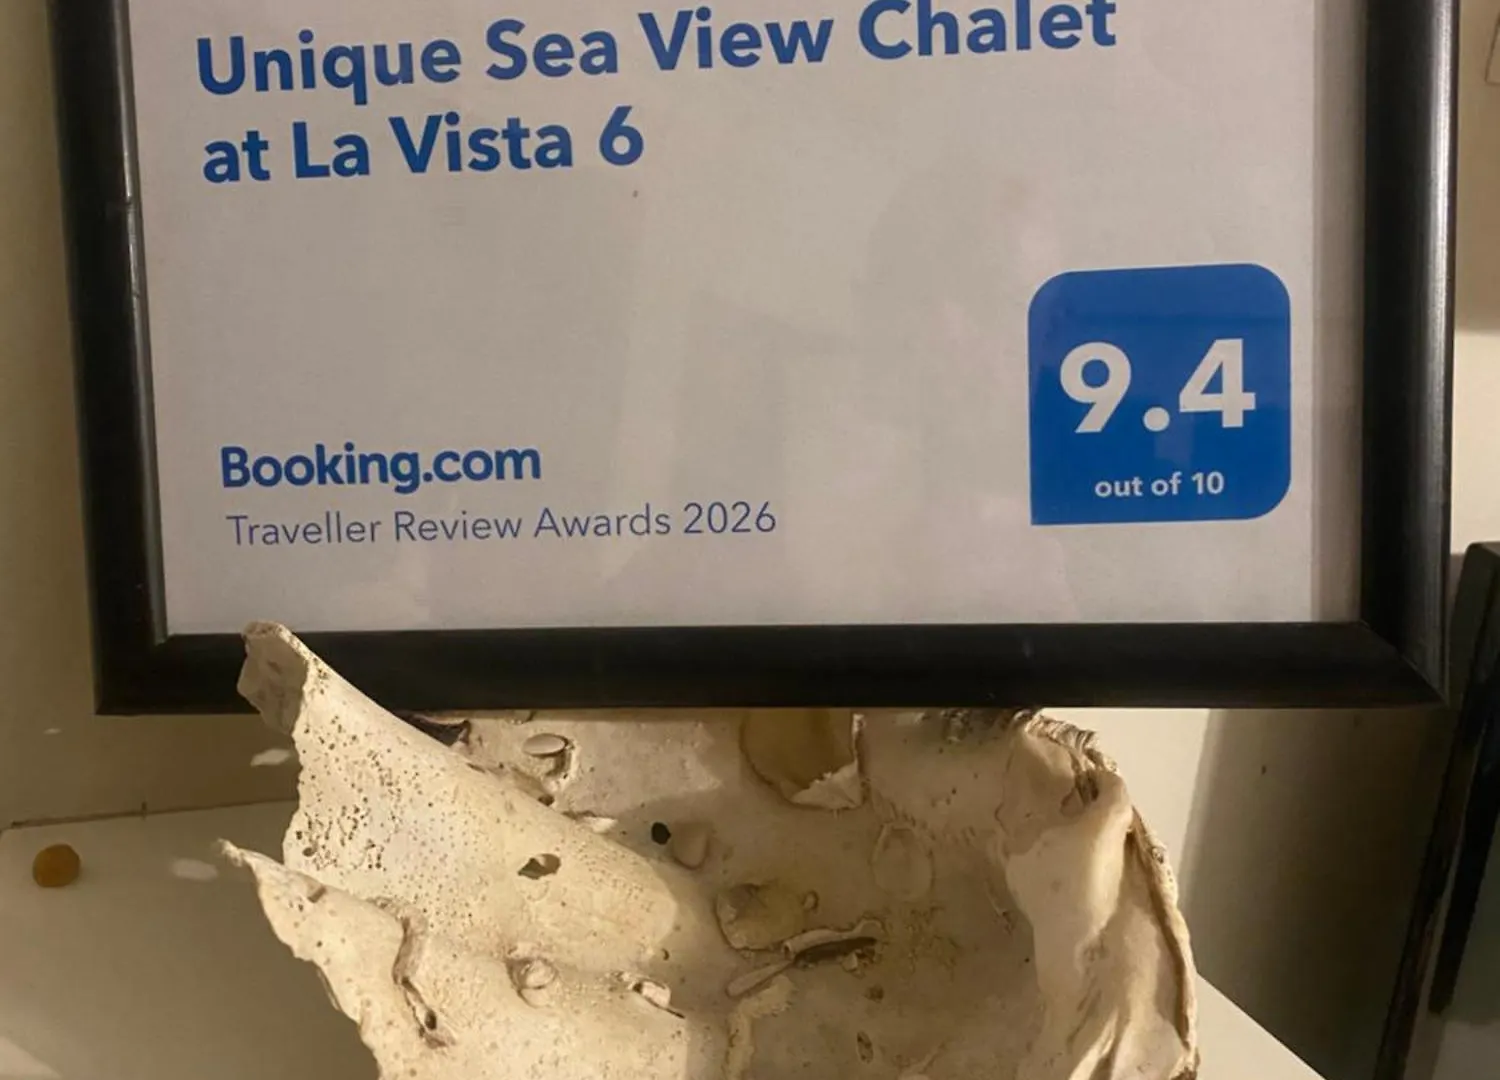 Unique Sea View Chalet
at La Vista 6
9.4
out of 10
Booking.com
Traveller Review Awards 2026